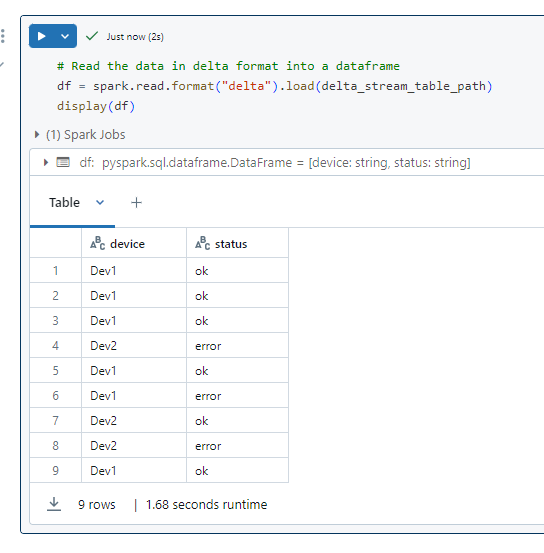 Just now (2s)
# Read the data in delta format into a dataframe
df = spark.read.format("delta").load(delta_stream_table_path)
display(df)
(1) Spark Jobs
df: pyspark.sql.dataframe.DataFrame = [device: string, status: string]
Table
ABC device ABC status
1 Dev1 ok
2 Dev1 ok
3 Dev1 ok
4 Dev2 error
5 Dev1 ok
6 Dev1 error
7 Dev2 ok
8 Dev2 error
9 Dev1 ok
9 rows | 1.68 seconds runtime